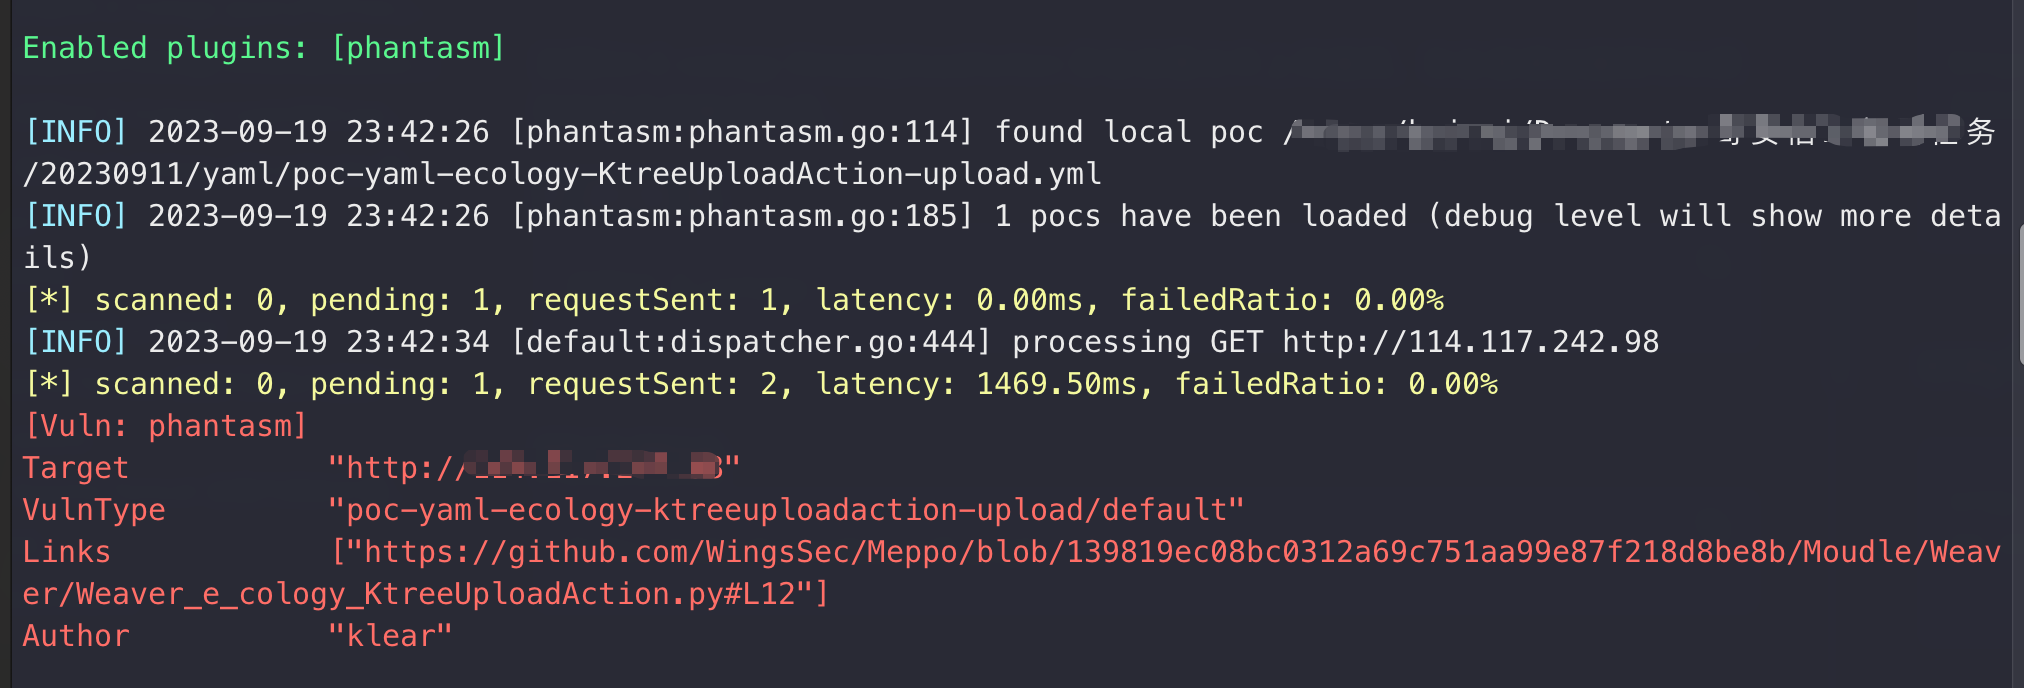 Enabled plugins: [phantasm]
[INFO] 2023-09-19 23:42:26 [phantasm:phantasm.go:114] found local poc / 务
/20230911/yaml/poc-yaml-ecology-KtreeUploadAction-upload.yml
[INFO] 2023-09-19 23:42:26 [phantasm:phantasm.go:185] 1 pocs have been loaded (debug level will show more deta
ils)
[*] scanned: 0, pending: 1, requestSent: 1, latency: 0.00ms, failedRatio: 0.00%
[INFO] 2023-09-19 23:42:34 [default:dispatcher.go:444] processing GET http://114.117.242.98
[*] scanned: 0, pending: 1, requestSent: 2, latency: 1469.50ms, failedRatio: 0.00%
[Vuln: phantasm]
Target "http:// "
VulnType "poc-yaml-ecology-ktreeuploadaction-upload/default"
Links ["https://github.com/WingsSec/Meppo/blob/139819ec08bc0312a69c751aa99e87f218d8be8b/Moudle/Weav
er/Weaver_e_cology_KtreeUploadAction.py#L12"]
Author "klear"